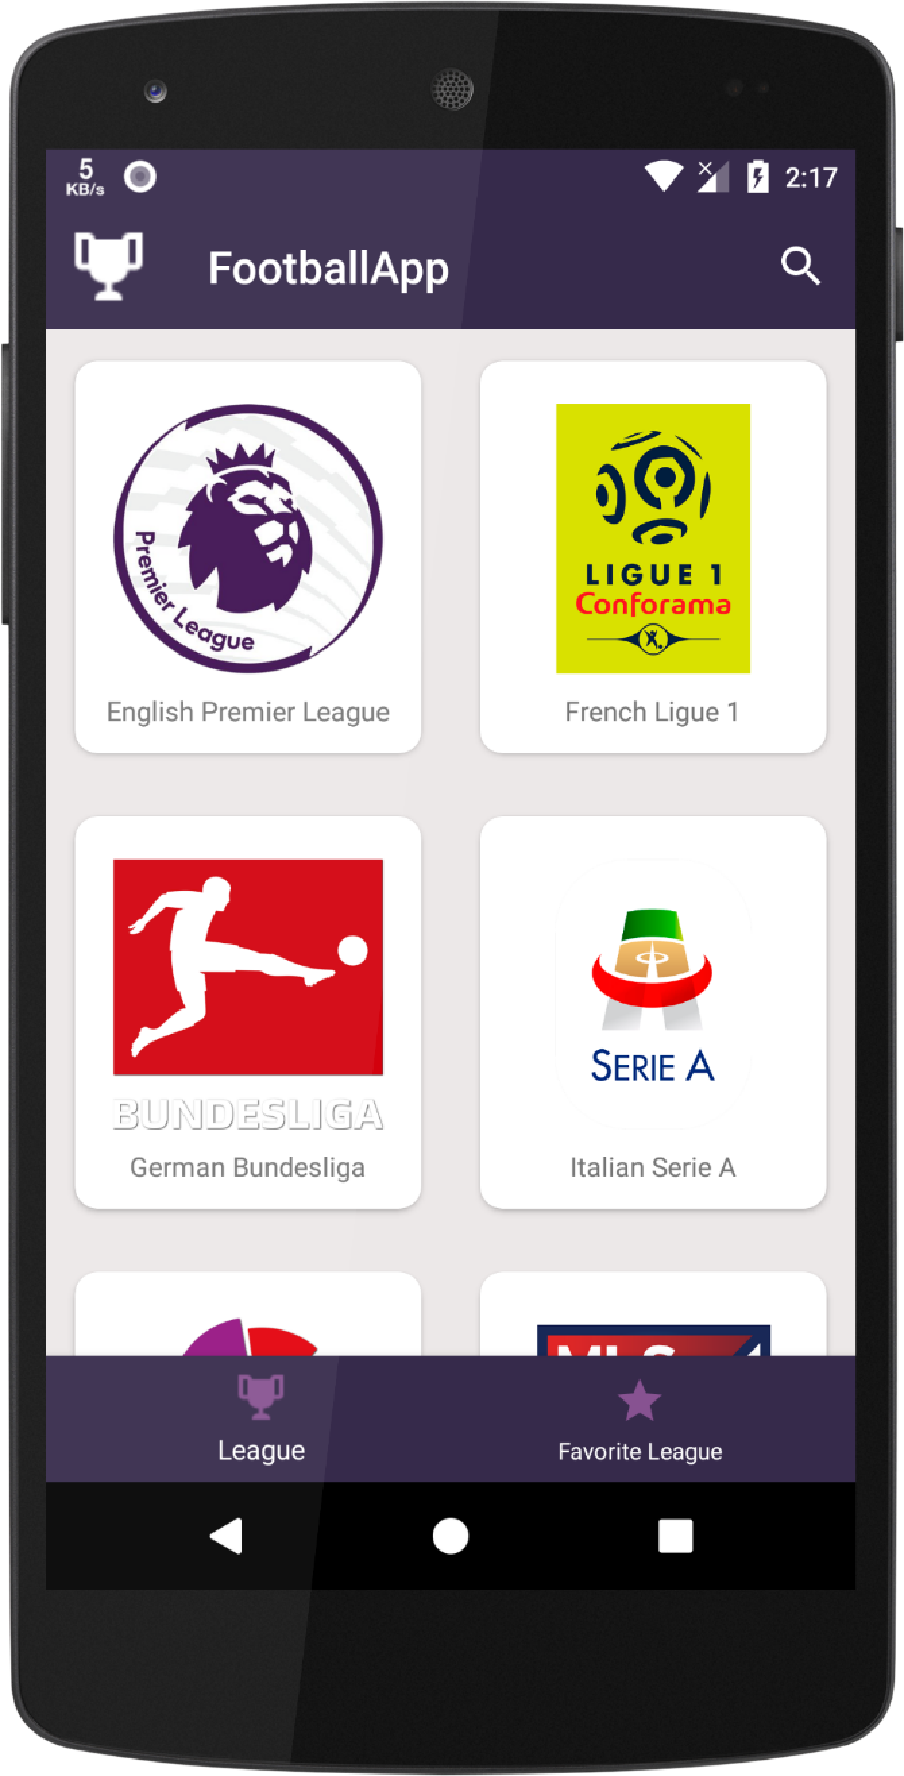 5
KB/s
2:17
FootballApp
Premier League
English Premier League
LIGUE 1
Conforama
French Ligue 1
BUNDESLIGA
German Bundesliga
SERIE A
Italian Serie A
MLS
League
Favorite League